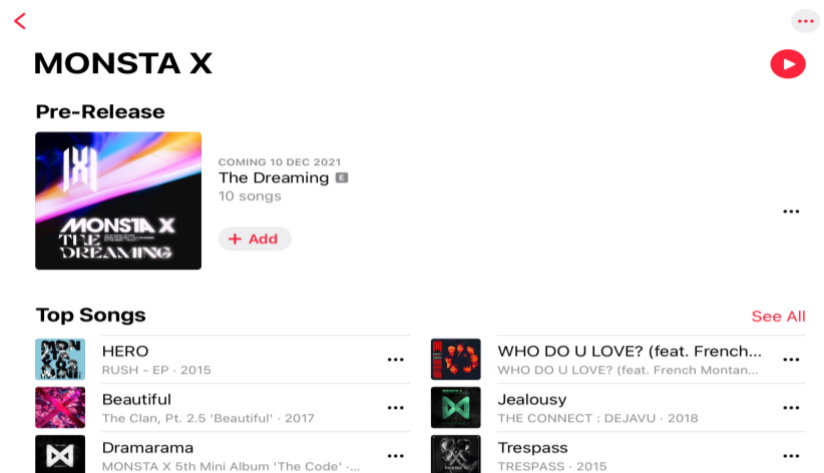 MONSTA X
Pre-Release
MONSTA X
THE
DREAMING
COMING 10 DEC 2021
The Dreaming E
10 songs
+ Add
Top Songs
See All
HERO
RUSH - EP · 2015
WHO DO U LOVE? (feat. French...
WHO DO U LOVE? (feat. French Montan...
Beautiful
The Clan, Pt. 2.5 'Beautiful' · 2017
Jealousy
THE CONNECT : DEJAVU · 2018
Dramarama
MONSTA X 5th Mini Album 'The Code' ·...
Trespass
TRESPASS · 2015